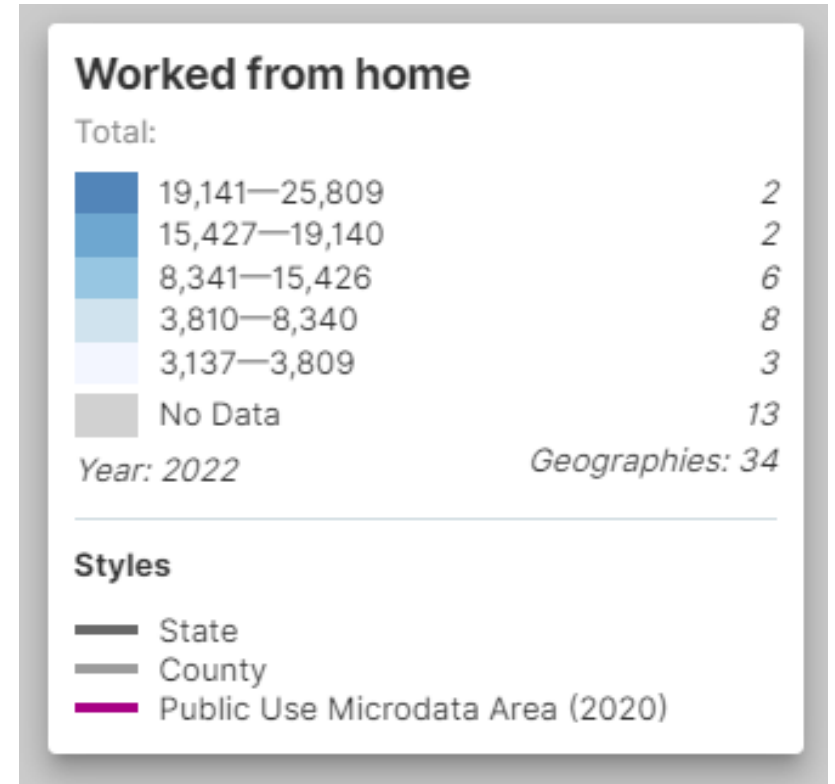 Worked from home
Total:
19,141—25,809 2
15,427—19,140 2
8,341—15,426 6
3,810—8,340 8
3,137—3,809 3
No Data 13
Year: 2022 Geographies: 34
Styles
State
County
Public Use Microdata Area (2020)